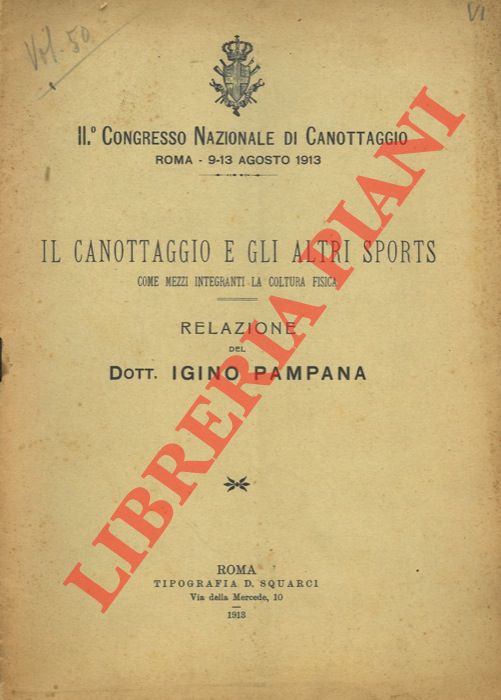 Vol. 50
VI
II.º CONGRESSO NAZIONALE DI CANOTTAGGIO
ROMA - 9-13 AGOSTO 1913
IL CANOTTAGGIO E GLI ALTRI SPORTS
COME MEZZI INTEGRANTI LA COLTURA FISICA
RELAZIONE
DEL
DOTT. IGINO PAMPANA
ROMA
TIPOGRAFIA D. SQUARCI
Via della Mercede, 10
1913
LIBRERIA PIANI